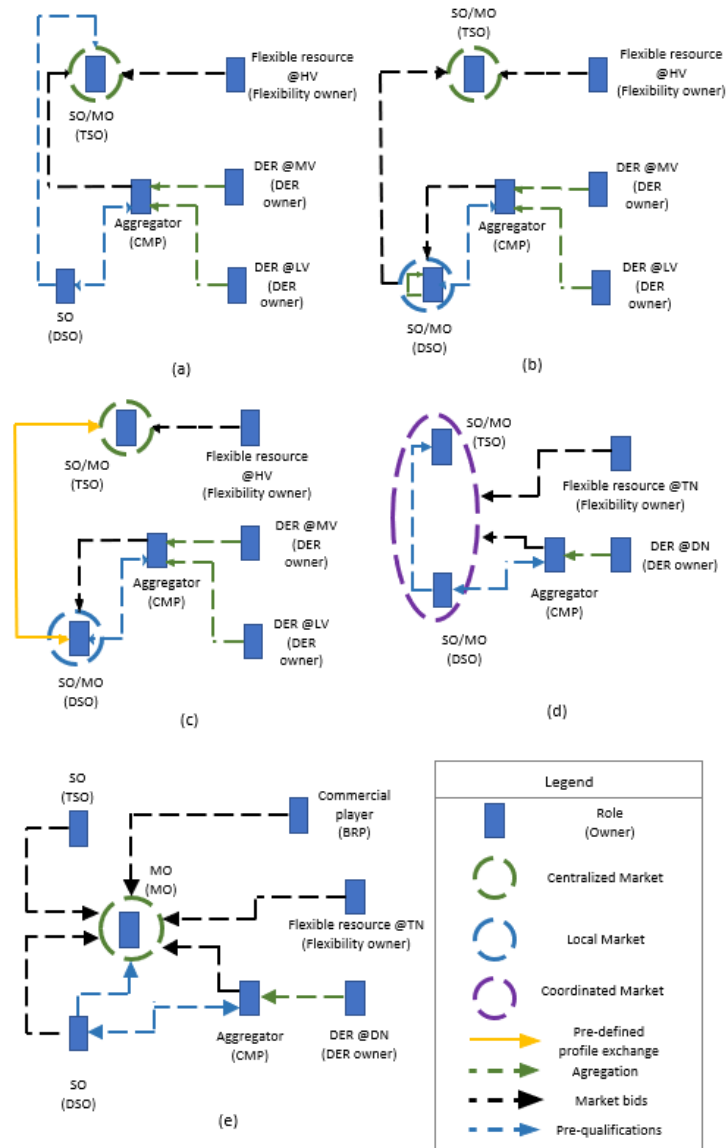 Flexible resource
@HV
(Flexibility owner)
SO/MO
(TSO)
DER @MV
(DER
owner)
Aggregator
(CMP)
DER @LV
(DER
owner)
SO
(DSO)
(a)
SO/MO
(TSO)
Flexible resource
@HV
(Flexibility owner)
DER @MV
(DER
owner)
Aggregator
(CMP)
DER @LV
(DER
owner)
SO/MO
(DSO)
(b)
SO/MO
(TSO)
Flexible resource
@HV
(Flexibility owner)
DER @MV
(DER
owner)
Aggregator
(CMP)
DER @LV
(DER
owner)
SO/MO
(DSO)
(c)
SO/MO
(TSO)
Flexible resource @TN
(Flexibility owner)
DER @DN
(DER owner)
Aggregator
(CMP)
SO/MO
(DSO)
(d)
SO
(TSO)
Commercial
player
(BRP)
MO
(MO)
Flexible resource @TN
(Flexibility owner)
Aggregator
(CMP)
DER @DN
(DER owner)
SO
(DSO)
(e)
Legend
Role
(Owner)
Centralized Market
Local Market
Coordinated Market
Pre-defined
profile exchange
Agregation
Market bids
Pre-qualifications